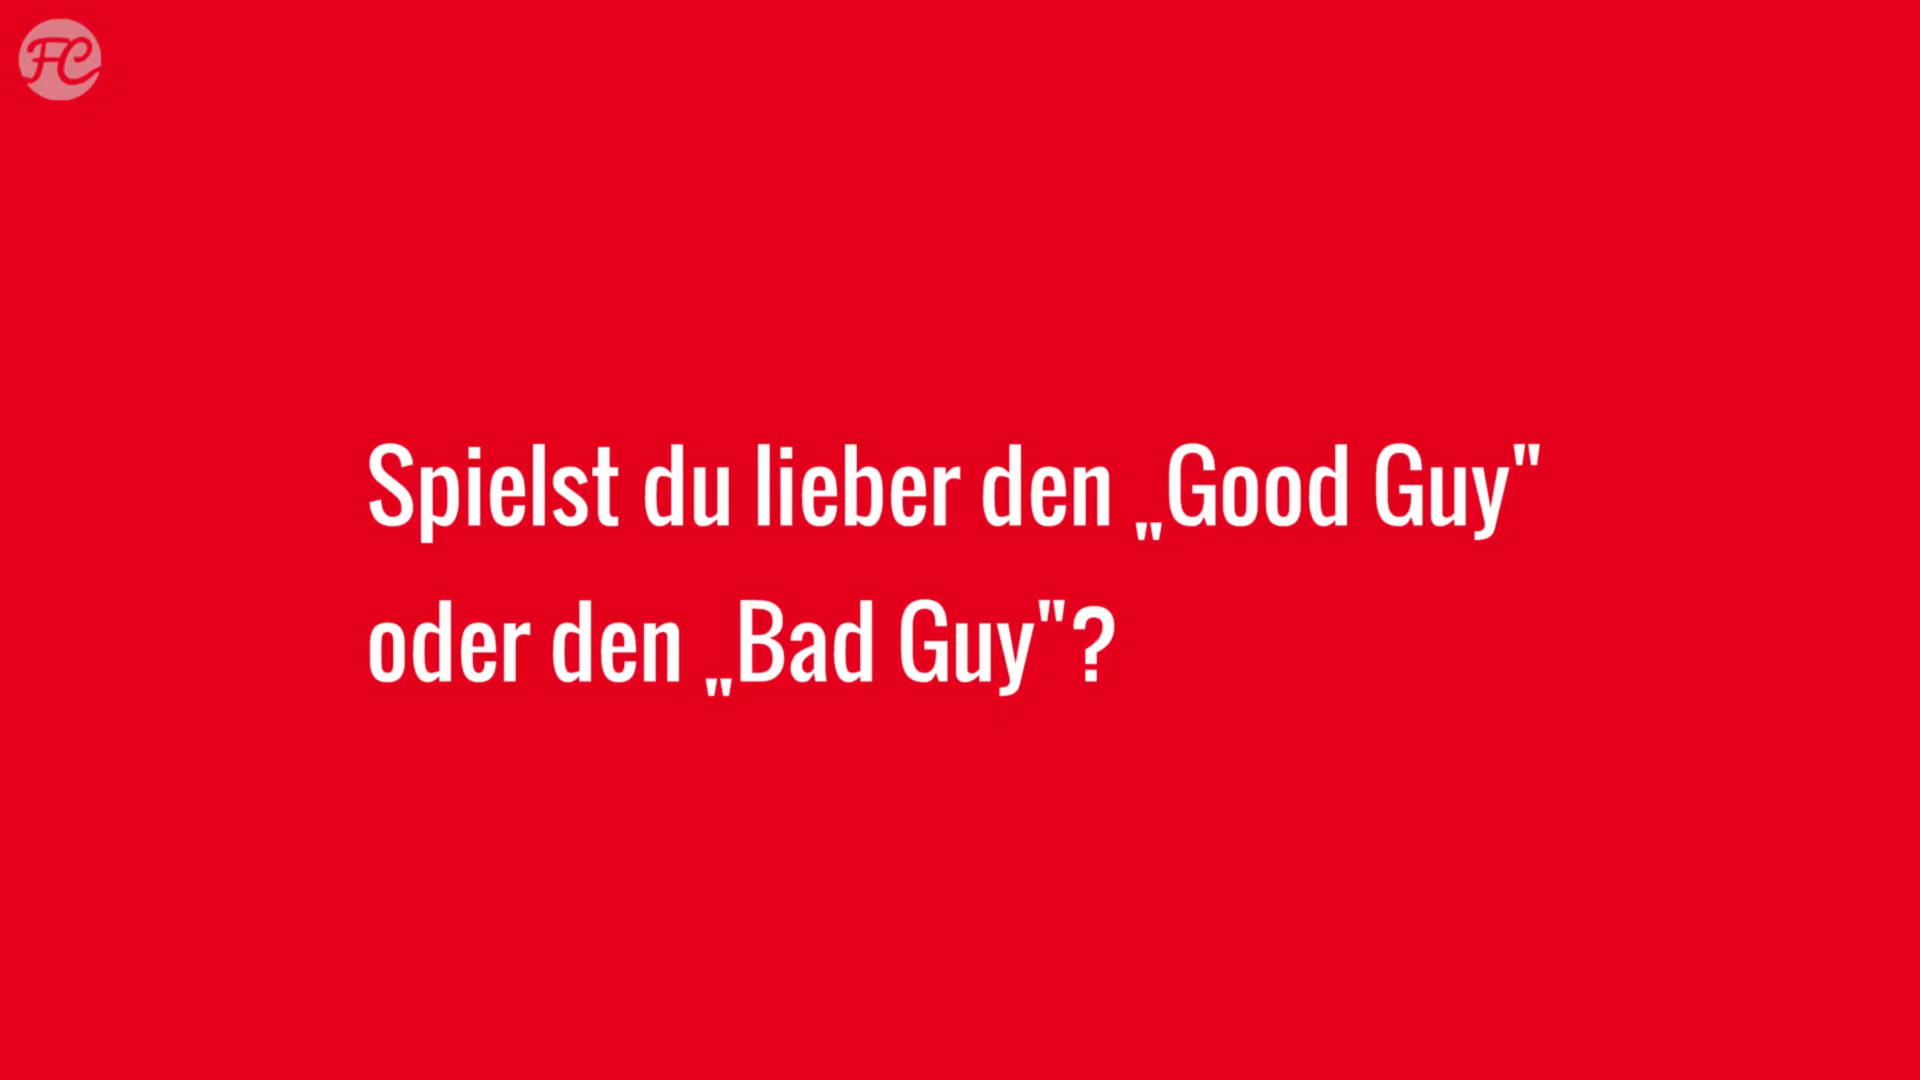 FC
Spielst du lieber den „Good Guy"
oder den „Bad Guy"?